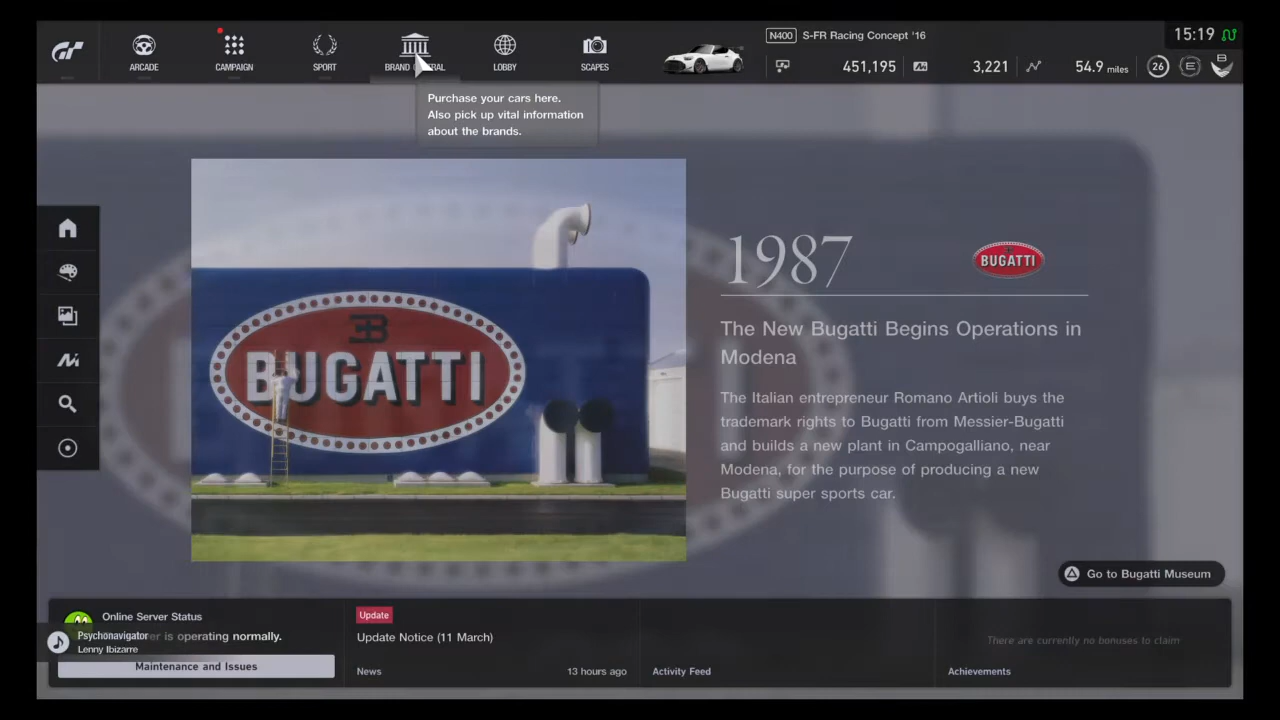 GT
ARCADE
CAMPAIGN
SPORT
BRAND CENTRAL
LOBBY
SCAPES
N400 S-FR Racing Concept '16
451,195
3,221
54.9 miles
15:19
26
E
B
Purchase your cars here.
Also pick up vital information
about the brands.
EB
BUGATTI
1987
BUGATTI
The New Bugatti Begins Operations in
Modena
The Italian entrepreneur Romano Artioli buys the
trademark rights to Bugatti from Messier-Bugatti
and builds a new plant in Campogalliano, near
Modena, for the purpose of producing a new
Bugatti super sports car.
Go to Bugatti Museum
Online Server Status
er is operating normally.
Psychonavigator
Lenny Ibizarre
Maintenance and Issues
Update
Update Notice (11 March)
News
13 hours ago
Activity Feed
There are currently no bonuses to claim
Achievements